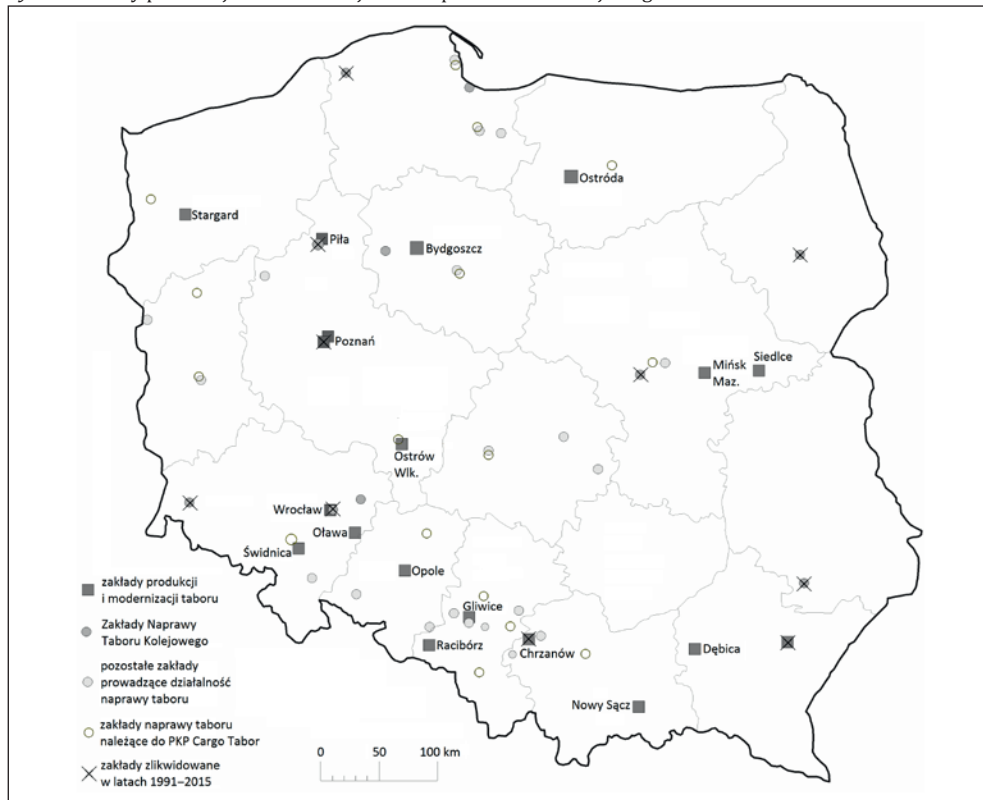 Ostróda
Stargard
Piła
Bydgoszcz
Poznań
Siedlce
Mińsk
Maz.
Ostrów
Wlk.
Wrocław
Oława
Świdnica
Opole
Gliwice
Racibórz
Chrzanów
Dębica
Nowy Sącz
zakłady produkcji
i modernizacji taboru
Zakłady Naprawy
Taboru Kolejowego
pozostałe zakłady
prowadzące działalność
naprawy taboru
zakłady naprawy taboru
należące do PKP Cargo Tabor
zakłady zlikwidowane
w latach 1991–2015
0 50 100 km